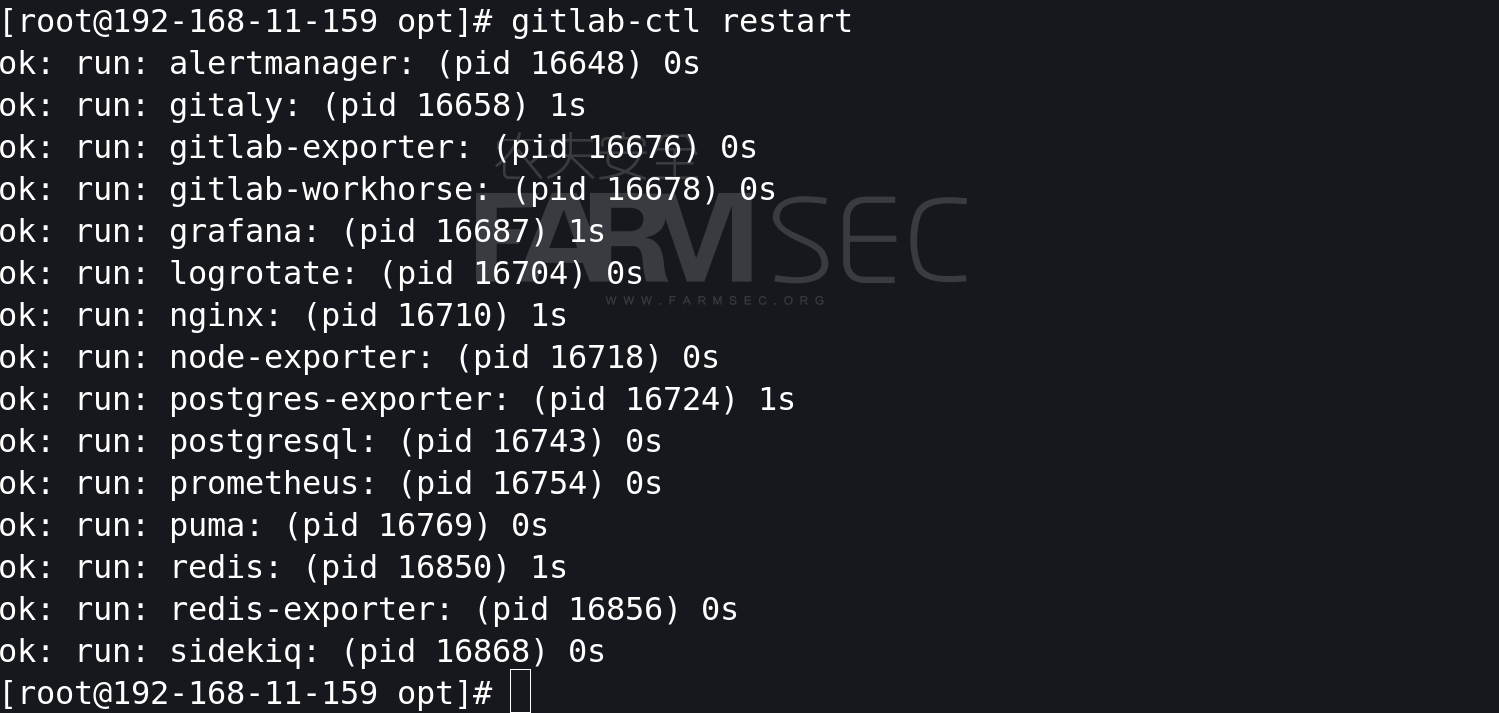 [root@192-168-11-159 opt]# gitlab-ctl restart
ok: run: alertmanager: (pid 16648) 0s
ok: run: gitaly: (pid 16658) 1s
ok: run: gitlab-exporter: (pid 16676) 0s
农夫安全
ok: run: gitlab-workhorse: (pid 16678) 0s
FARMSEC
ok: run: grafana: (pid 16687) 1s
ok: run: logrotate: (pid 16704) 0s
WWW.FARMSEC.ORG
ok: run: nginx: (pid 16710) 1s
ok: run: node-exporter: (pid 16718) 0s
ok: run: postgres-exporter: (pid 16724) 1s
ok: run: postgresql: (pid 16743) 0s
ok: run: prometheus: (pid 16754) 0s
ok: run: puma: (pid 16769) 0s
ok: run: redis: (pid 16850) 1s
ok: run: redis-exporter: (pid 16856) 0s
ok: run: sidekiq: (pid 16868) 0s
[root@192-168-11-159 opt]#